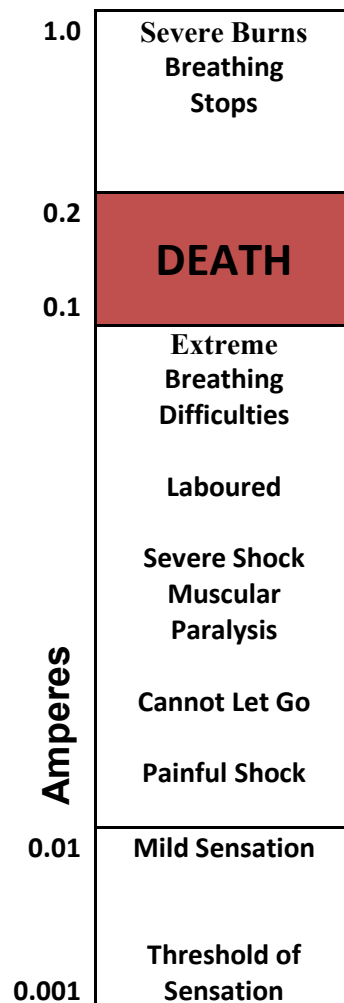 1.0
Severe Burns
Breathing
Stops
0.2
DEATH
0.1
Extreme
Breathing
Difficulties
Laboured
Severe Shock
Muscular
Paralysis
Cannot Let Go
Painful Shock
Amperes
0.01
Mild Sensation
Threshold of
0.001
Sensation